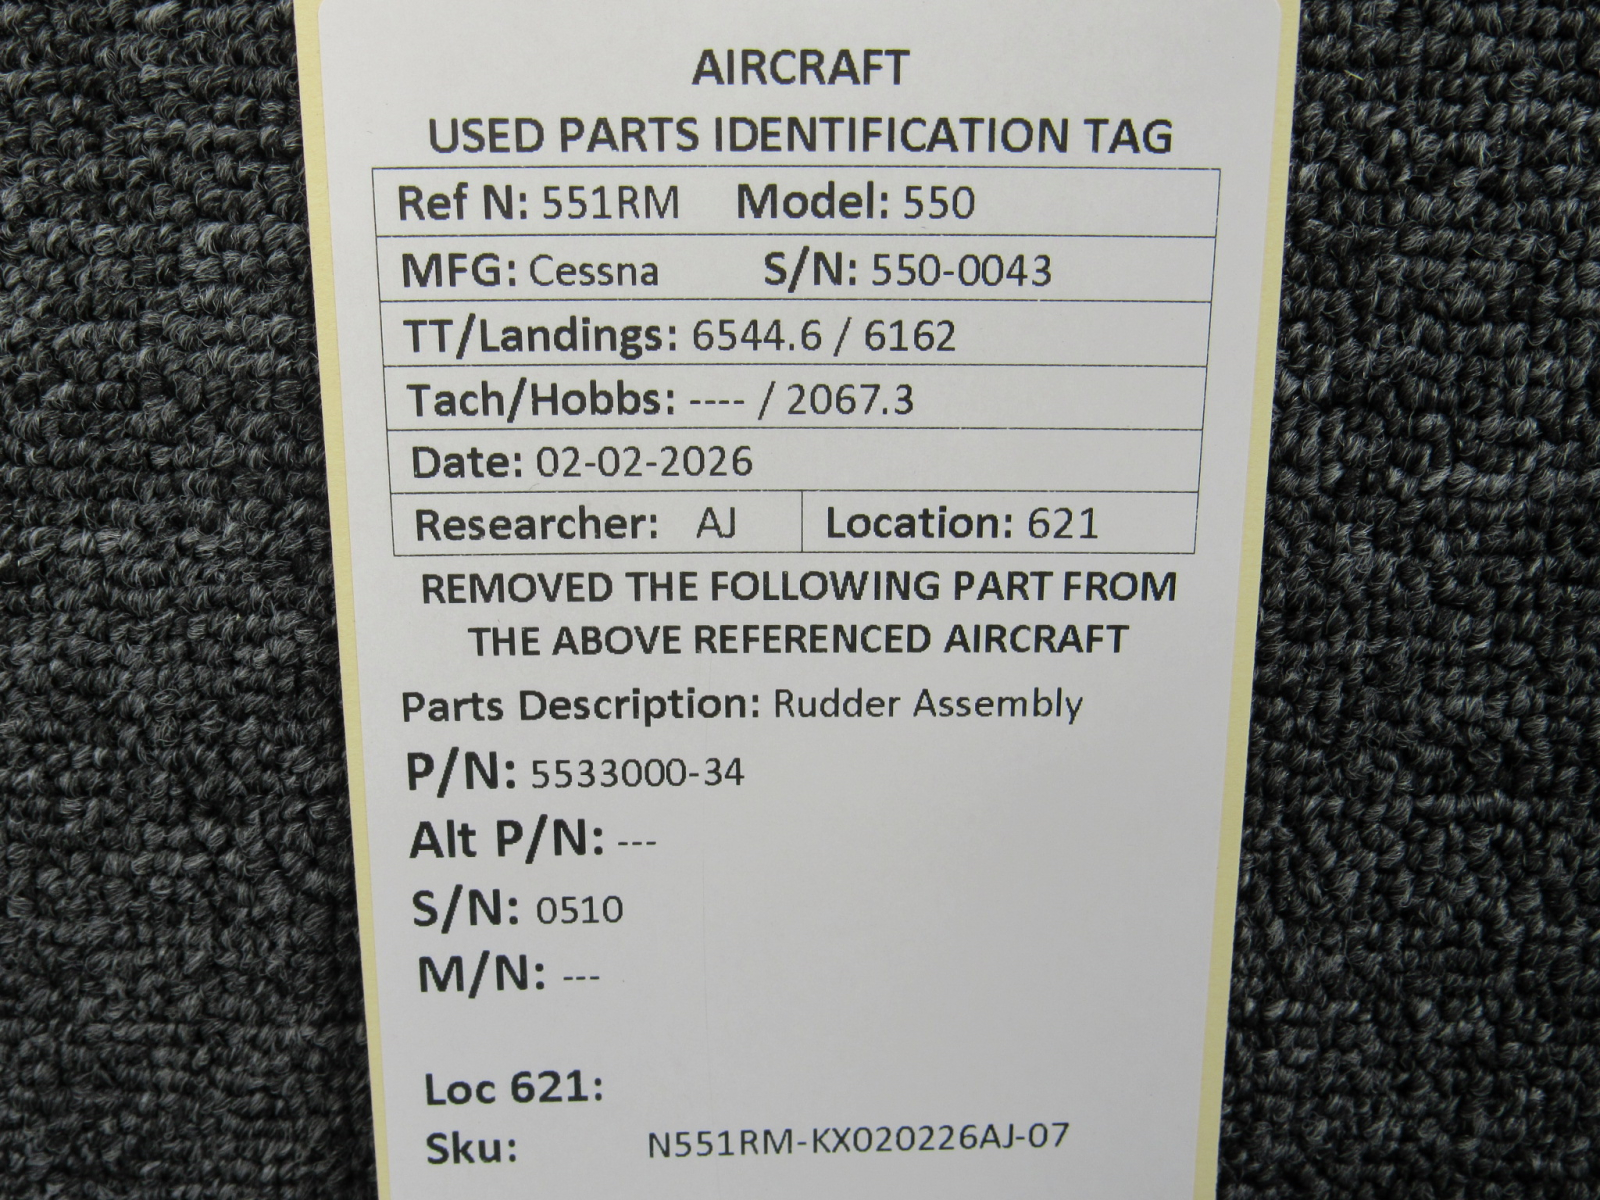 AIRCRAFT
USED PARTS IDENTIFICATION TAG
Ref N: 551RM Model: 550
MFG: Cessna S/N: 550-0043
TT/Landings: 6544.6 / 6162
Tach/Hobbs: ---- / 2067.3
Date: 02-02-2026
Researcher: AJ Location: 621
REMOVED THE FOLLOWING PART FROM
THE ABOVE REFERENCED AIRCRAFT
Parts Description: Rudder Assembly
P/N: 5533000-34
Alt P/N: ---
S/N: 0510
M/N: ---
Loc 621:
Sku: N551RM-KX020226AJ-07